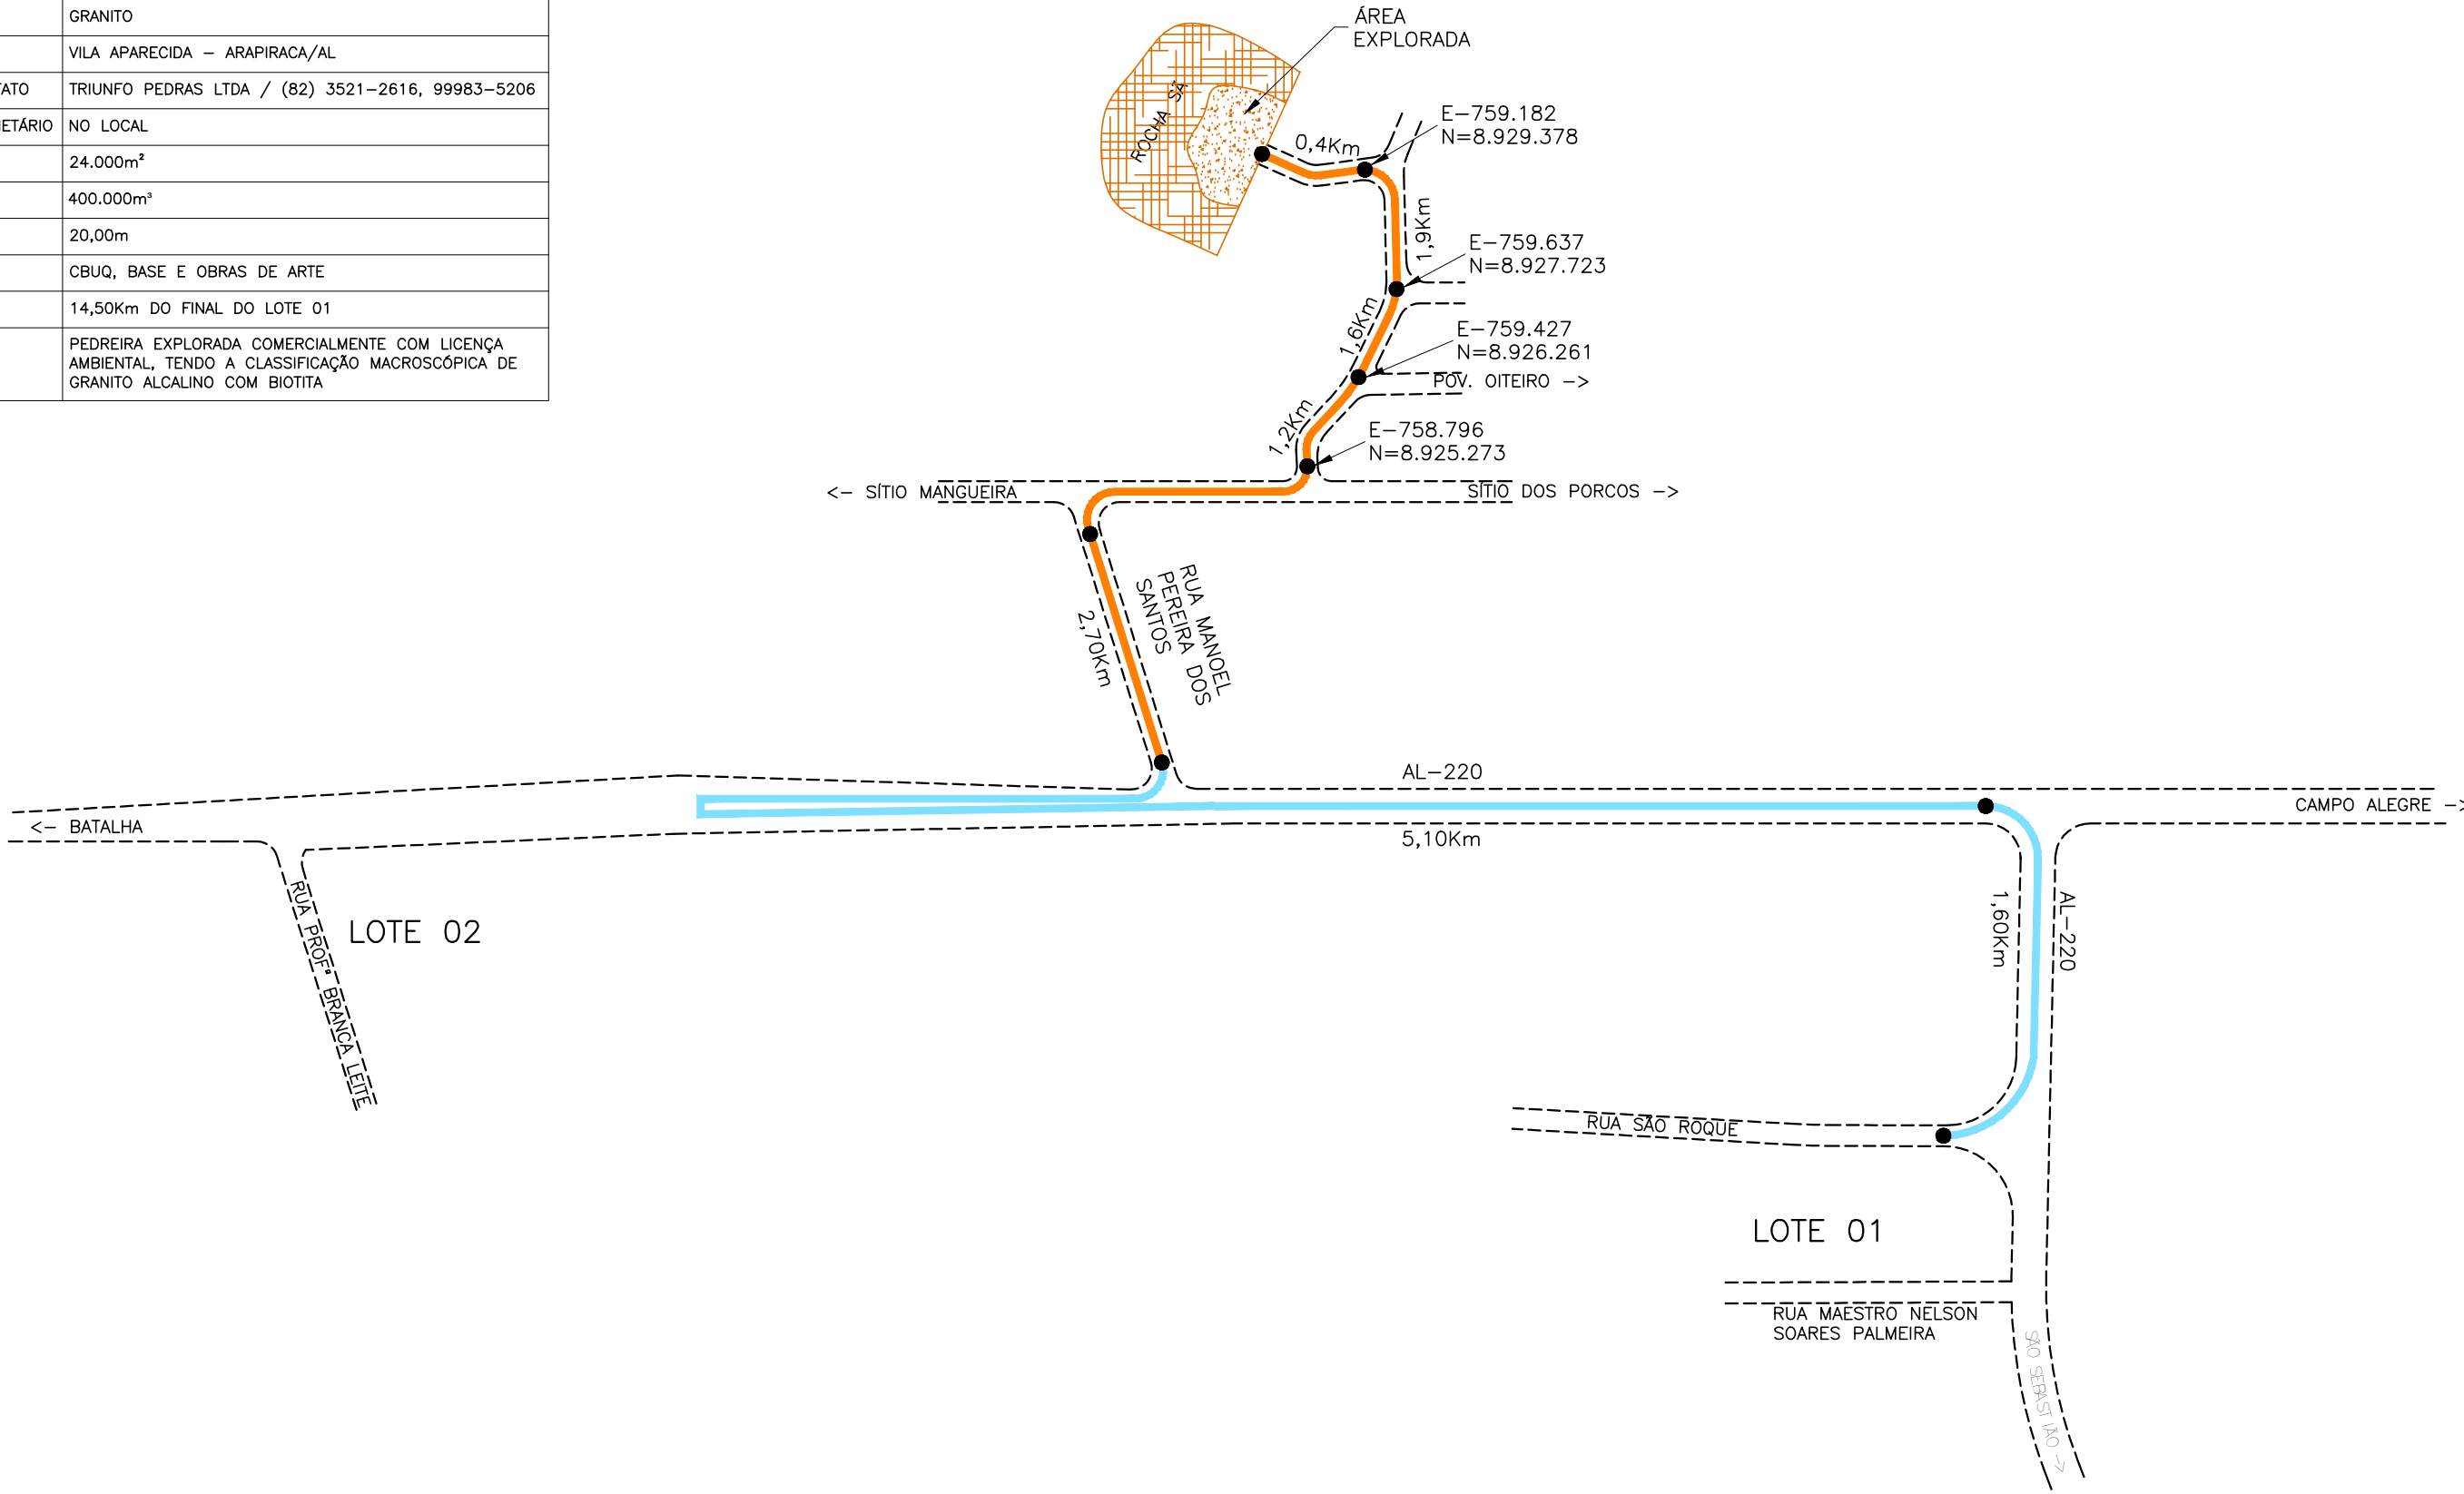 GRANITO
VILA APARECIDA – ARAPIRACA/AL
TATO
TRIUNFO PEDRAS LTDA / (82) 3521–2616, 99983–5206
IETÁRIO
NO LOCAL
24.000m²
400.000m³
20,00m
CBUQ, BASE E OBRAS DE ARTE
14,50Km DO FINAL DO LOTE 01
PEDREIRA EXPLORADA COMERCIALMENTE COM LICENÇA
AMBIENTAL, TENDO A CLASSIFICAÇÃO MACROSCÓPICA DE
GRANITO ALCALINO COM BIOTITA
ÁREA
EXPLORADA
ROCHA SÃ
0,4Km
E–759.182
N=8.929.378
1,9Km
E–759.637
N=8.927.723
1,6Km
E–759.427
N=8.926.261
POV. OITEIRO –>
1,2Km
E–758.796
N=8.925.273
<– SÍTIO MANGUEIRA
SÍTIO DOS PORCOS –>
RUA MANOEL
PEREIRA DOS
SANTOS
2,70Km
AL–220
5,10Km
CAMPO ALEGRE –>
<– BATALHA
RUA PROFª BRANCA LEITE
LOTE 02
1,60Km
AL–220
RUA SÃO ROQUE
LOTE 01
RUA MAESTRO NELSON
SOARES PALMEIRA
SÃO SEBASTIÃO –>